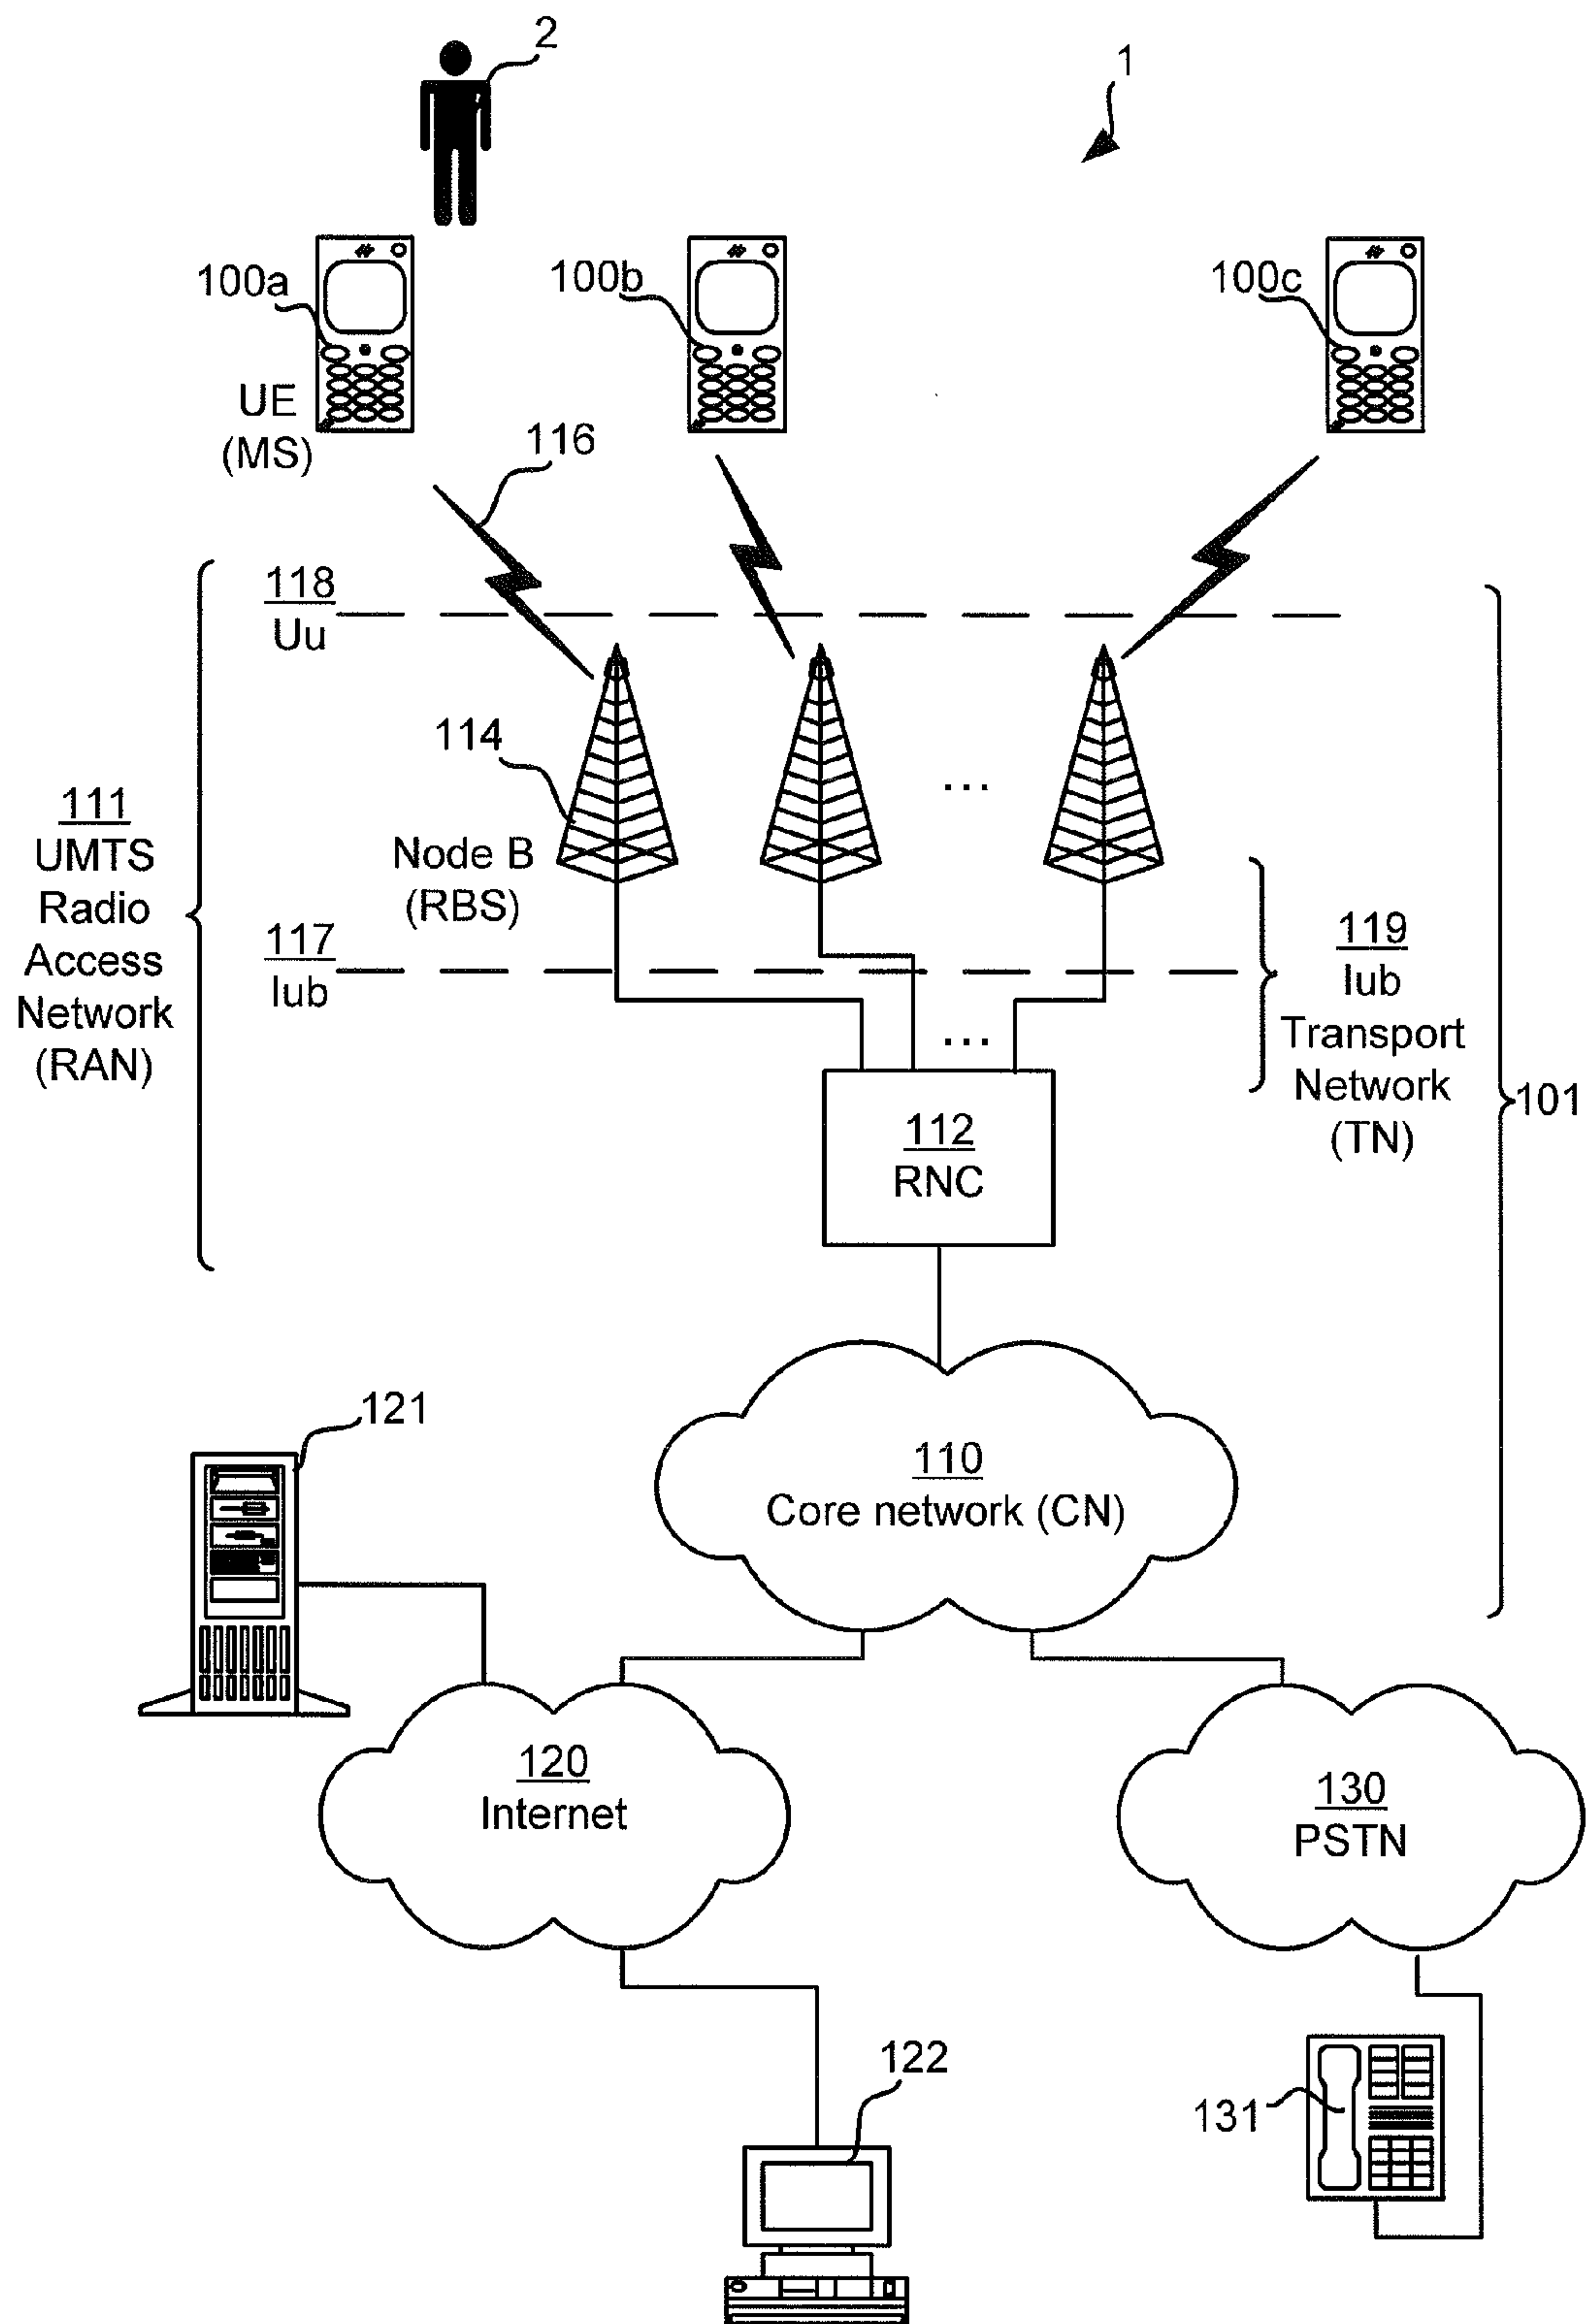 2
1
100a
100b
100c
UE
(MS)
116
118
Uu
114
111
UMTS
Radio
Access
Network
(RAN)
Node B
(RBS)
...
117
Iub
119
Iub
Transport
Network
(TN)
101
...
112
RNC
121
110
Core network (CN)
120
Internet
130
PSTN
122
131